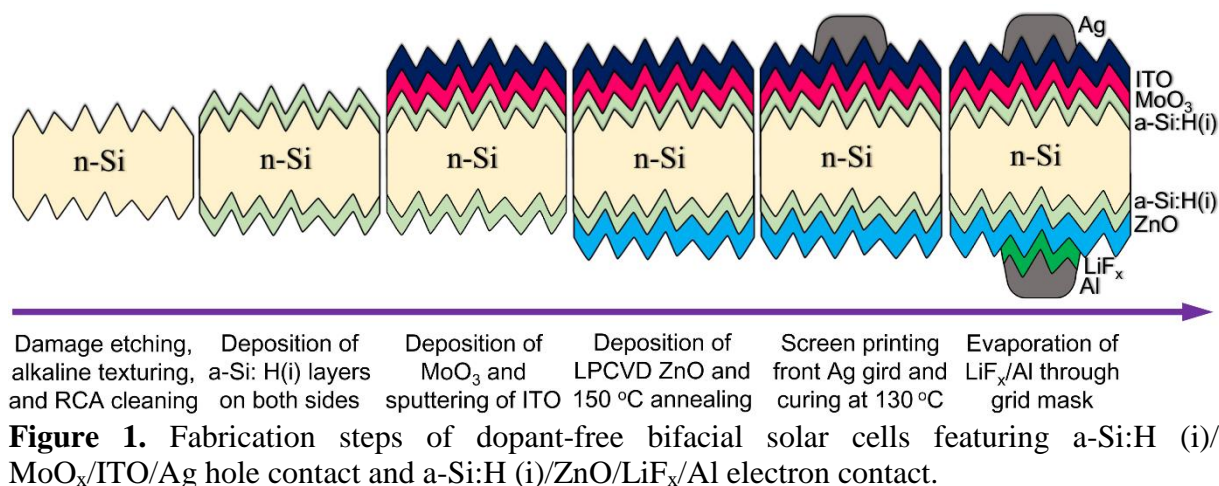 Ag
ITO
MoO3
a-Si:H(i)
n-Si n-Si n-Si n-Si n-Si n-Si
a-Si:H(i)
ZnO
LiFx
Al
Damage etching, Deposition of Deposition of Deposition of Screen printing Evaporation of
alkaline texturing, a-Si: H(i) layers MoO3 and LPCVD ZnO and front Ag gird and LiFx/Al through
and RCA cleaning on both sides sputtering of ITO 150 °C annealing curing at 130 °C grid mask
Figure 1. Fabrication steps of dopant-free bifacial solar cells featuring a-Si:H (i)/
MoOx/ITO/Ag hole contact and a-Si:H (i)/ZnO/LiFx/Al electron contact.